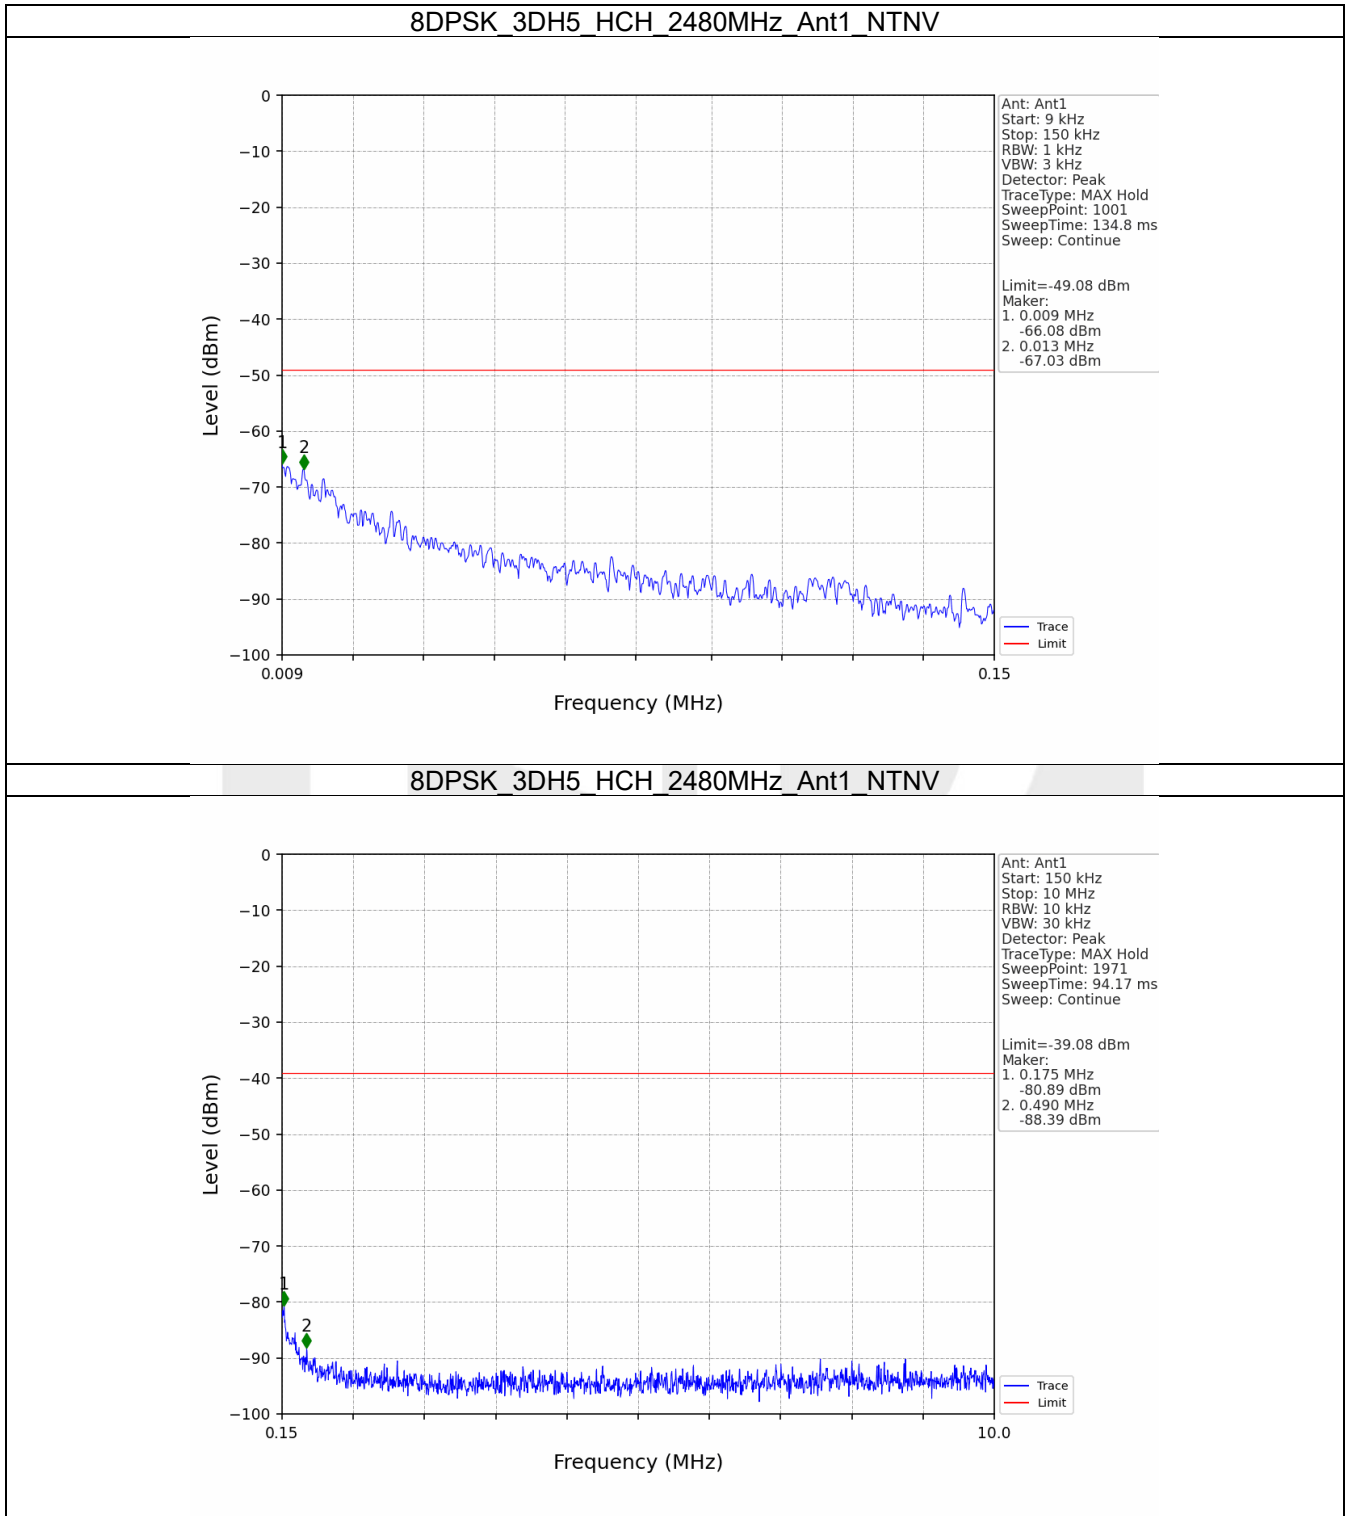 8DPSK_3DH5_HCH_2480MHz_Ant1_NTNV
0
−10
−20
−30
−40
−50
−60
−70
−80
−90
−100
Level (dBm)
1
2
0.009
0.15
Frequency (MHz)
Ant: Ant1
Start: 9 kHz
Stop: 150 kHz
RBW: 1 kHz
VBW: 3 kHz
Detector: Peak
TraceType: MAX Hold
SweepPoint: 1001
SweepTime: 134.8 ms
Sweep: Continue
Limit=-49.08 dBm
Maker:
1. 0.009 MHz
-66.08 dBm
2. 0.013 MHz
-67.03 dBm
Trace
Limit
8DPSK_3DH5_HCH_2480MHz_Ant1_NTNV
0
−10
−20
−30
−40
−50
−60
−70
−80
−90
−100
Level (dBm)
1
2
0.15
10.0
Frequency (MHz)
Ant: Ant1
Start: 150 kHz
Stop: 10 MHz
RBW: 10 kHz
VBW: 30 kHz
Detector: Peak
TraceType: MAX Hold
SweepPoint: 1971
SweepTime: 94.17 ms
Sweep: Continue
Limit=-39.08 dBm
Maker:
1. 0.175 MHz
-80.89 dBm
2. 0.490 MHz
-88.39 dBm
Trace
Limit